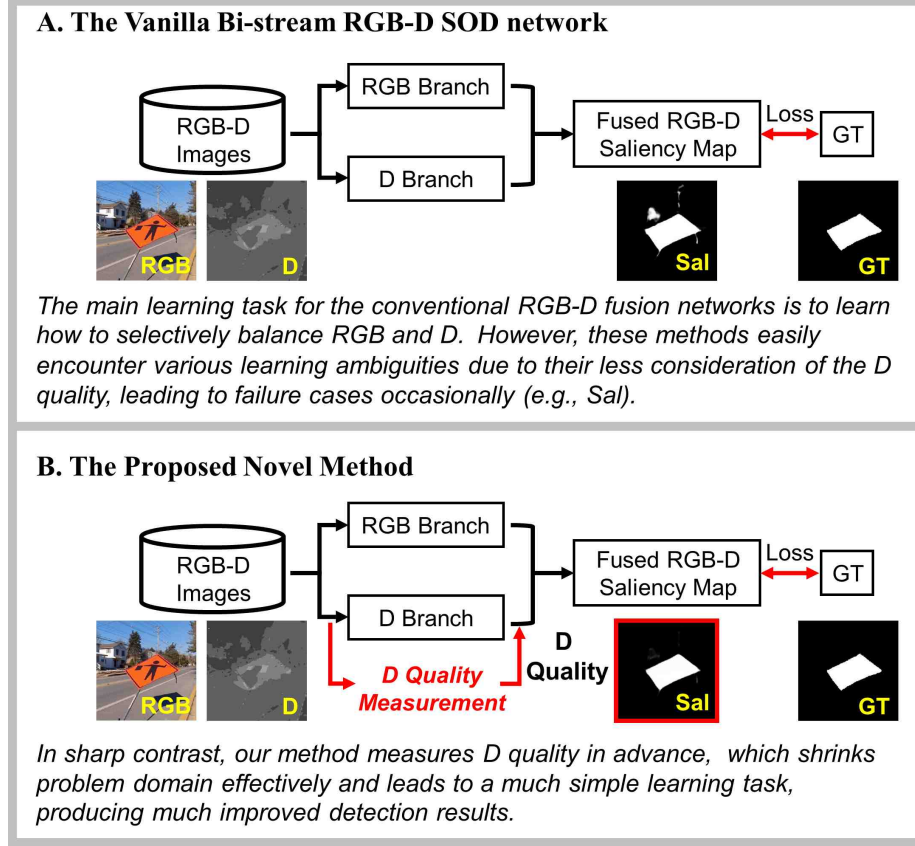 A. The Vanilla Bi-stream RGB-D SOD network
RGB-D
Images
RGB Branch
D Branch
Fused RGB-D
Saliency Map
Loss
GT
RGB
D
Sal
GT
The main learning task for the conventional RGB-D fusion networks is to learn
how to selectively balance RGB and D. However, these methods easily
encounter various learning ambiguities due to their less consideration of the D
quality, leading to failure cases occasionally (e.g., Sal).
B. The Proposed Novel Method
RGB-D
Images
RGB Branch
D Branch
Fused RGB-D
Saliency Map
Loss
GT
D Quality
Measurement
D
Quality
RGB
D
Sal
GT
In sharp contrast, our method measures D quality in advance, which shrinks
problem domain effectively and leads to a much simple learning task,
producing much improved detection results.